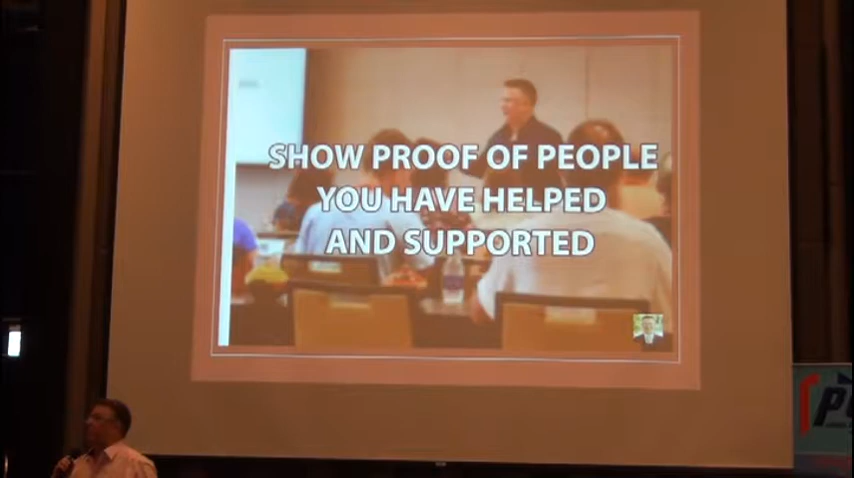 SHOW PROOF OF PEOPLE
YOU HAVE HELPED
AND SUPPORTED